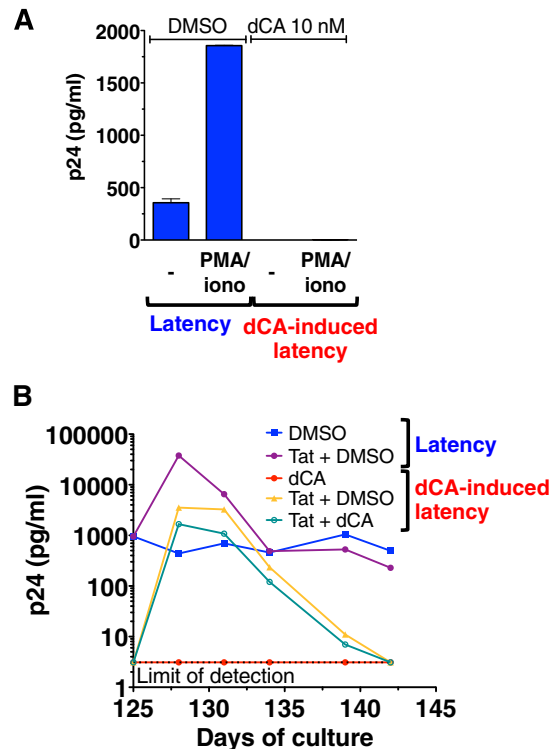 A
DMSO dCA 10 nM
p24 (pg/ml)
2000
1500
1000
500
0
- PMA/ - PMA/
iono iono
Latency dCA-induced
latency
B
p24 (pg/ml)
100000
10000
1000
100
10
1
DMSO
Tat + DMSO
dCA
Tat + DMSO
Tat + dCA
Latency
dCA-induced
latency
Limit of detection
125 130 135 140 145
Days of culture